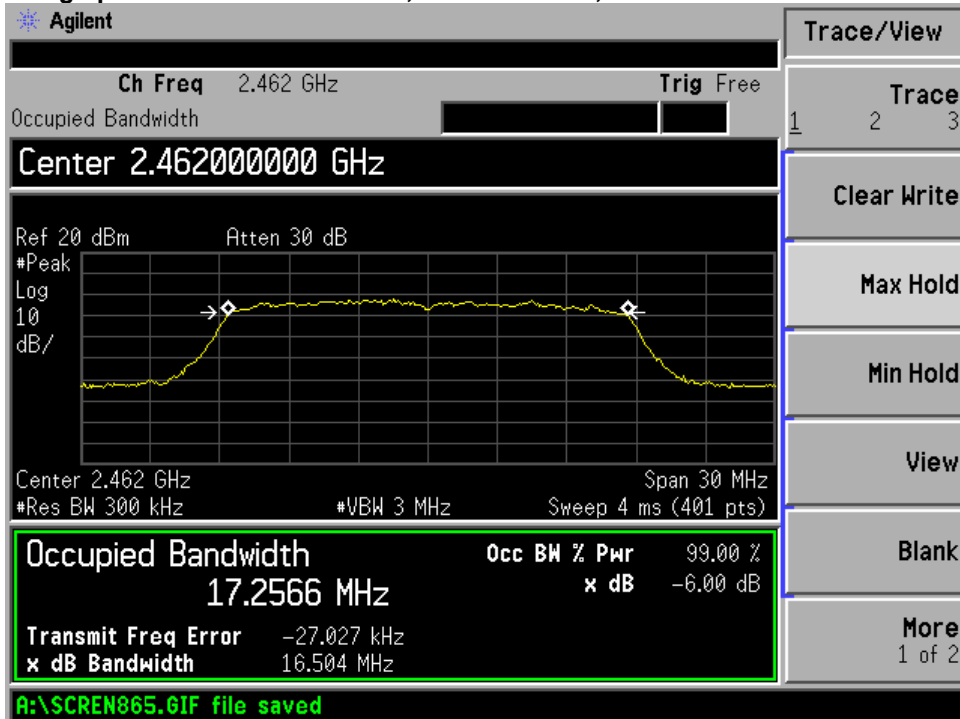 Agilent
Trace/View
Ch Freq 2.462 GHz Trig Free
Occupied Bandwidth
Trace
1 2 3
Center 2.462000000 GHz
Clear Write
Ref 20 dBm Atten 30 dB
#Peak
Log
10
dB/
Max Hold
Min Hold
View
Center 2.462 GHz Span 30 MHz
#Res BW 300 kHz #VBW 3 MHz Sweep 4 ms (401 pts)
Occupied Bandwidth Occ BW % Pwr 99.00 %
17.2566 MHz x dB -6.00 dB
Blank
Transmit Freq Error -27.027 kHz
x dB Bandwidth 16.504 MHz
More
1 of 2
A:\SCREN865.GIF file saved